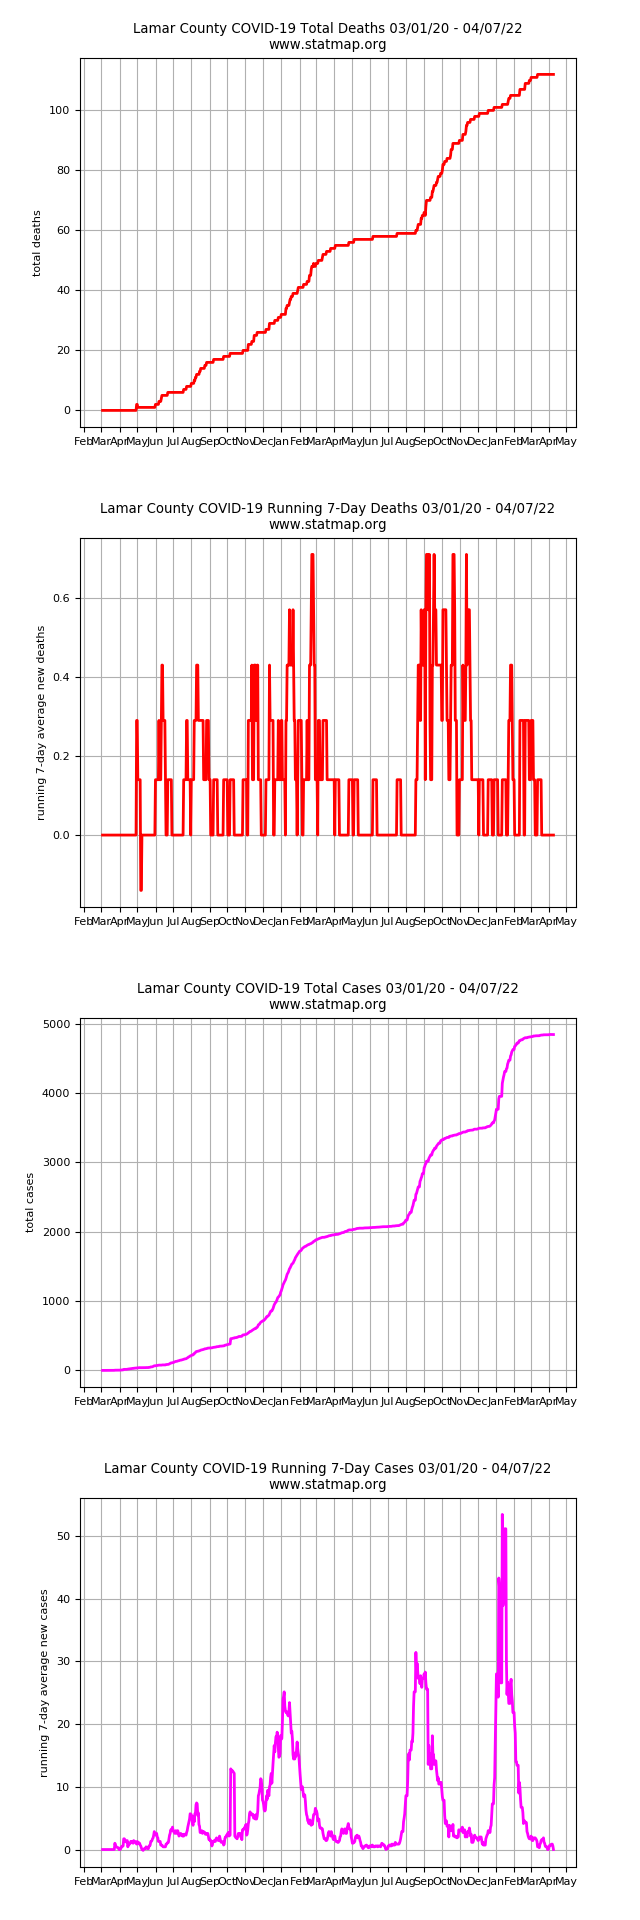 Lamar County COVID-19 Total Deaths 03/01/20 - 04/07/22
www.statmap.org
100
80
60
40
20
0
total deaths
Feb Mar Apr May Jun Jul Aug Sep Oct Nov Dec Jan Feb Mar Apr May Jun Jul Aug Sep Oct Nov Dec Jan Feb Mar Apr May
Lamar County COVID-19 Running 7-Day Deaths 03/01/20 - 04/07/22
www.statmap.org
0.6
0.4
0.2
0.0
running 7-day average new deaths
Feb Mar Apr May Jun Jul Aug Sep Oct Nov Dec Jan Feb Mar Apr May Jun Jul Aug Sep Oct Nov Dec Jan Feb Mar Apr May
Lamar County COVID-19 Total Cases 03/01/20 - 04/07/22
www.statmap.org
5000
4000
3000
2000
1000
0
total cases
Feb Mar Apr May Jun Jul Aug Sep Oct Nov Dec Jan Feb Mar Apr May Jun Jul Aug Sep Oct Nov Dec Jan Feb Mar Apr May
Lamar County COVID-19 Running 7-Day Cases 03/01/20 - 04/07/22
www.statmap.org
50
40
30
20
10
0
running 7-day average new cases
Feb Mar Apr May Jun Jul Aug Sep Oct Nov Dec Jan Feb Mar Apr May Jun Jul Aug Sep Oct Nov Dec Jan Feb Mar Apr May